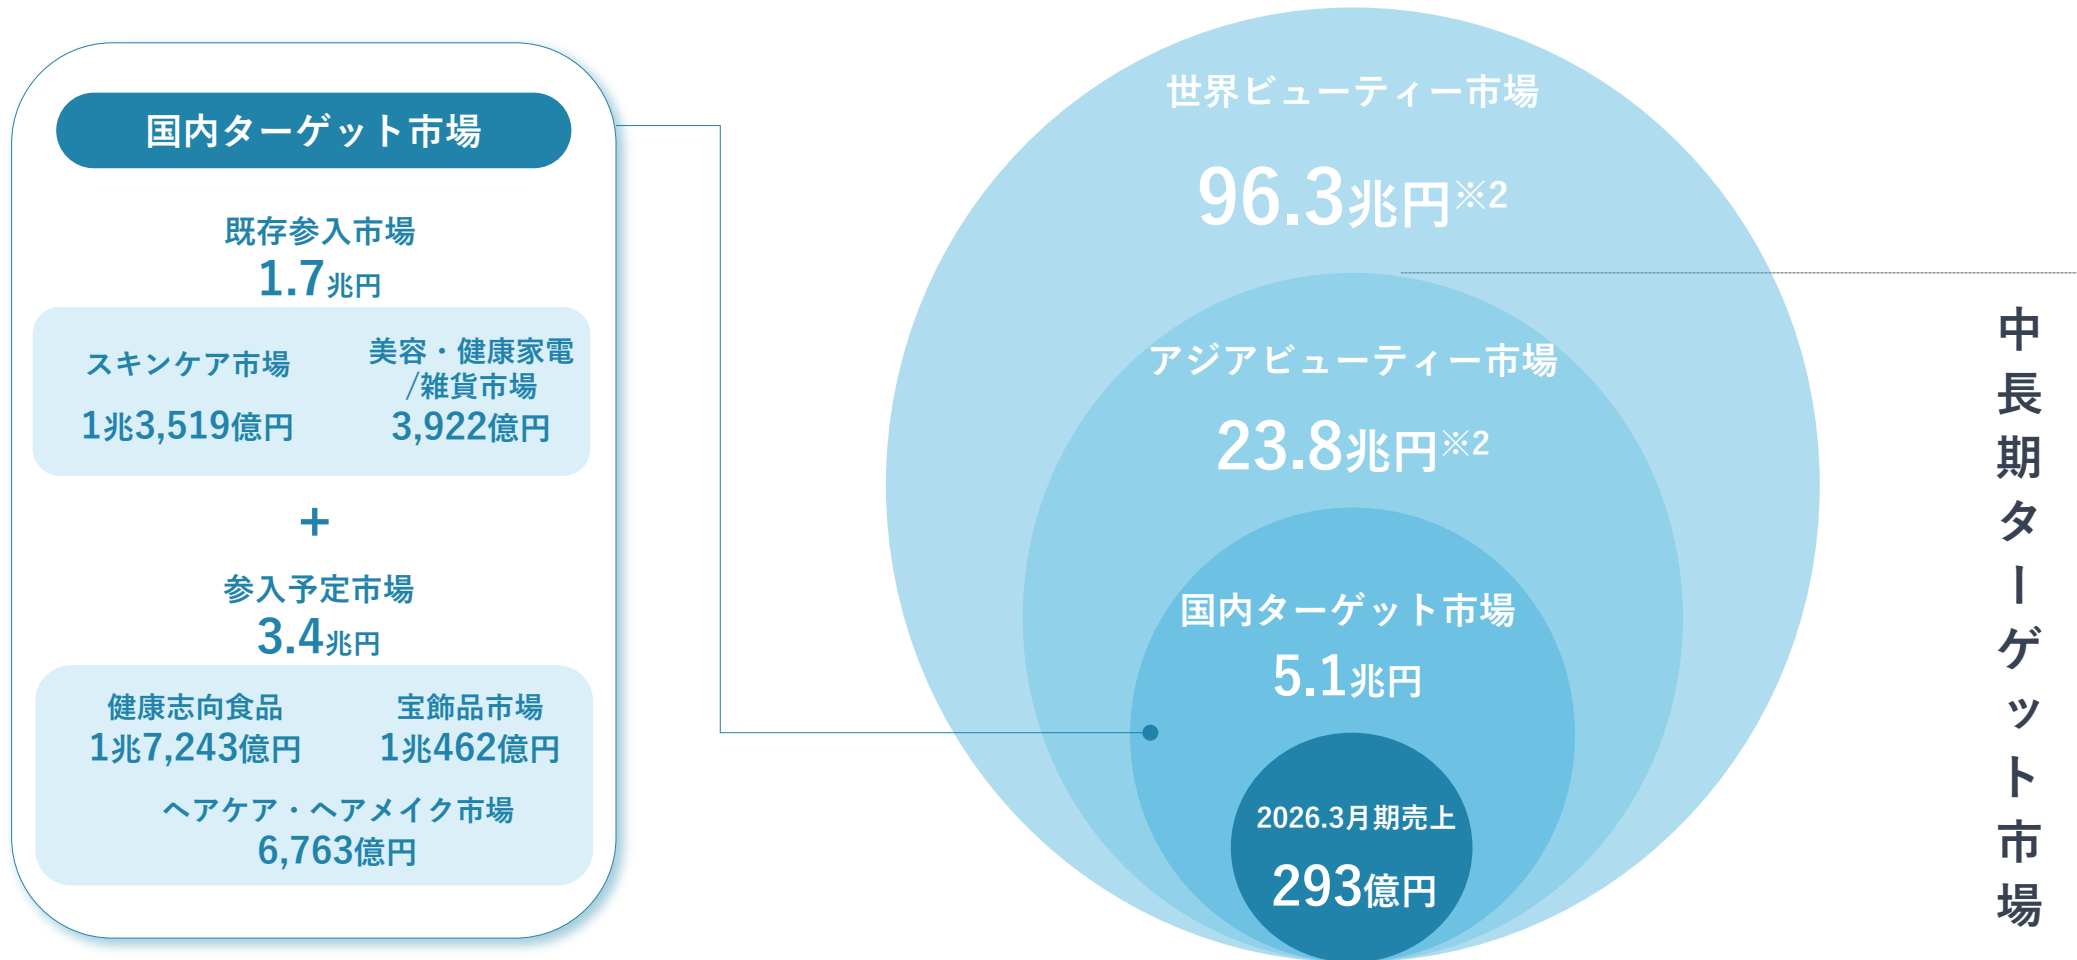 国内ターゲット市場
既存参入市場
1.7兆円
スキンケア市場
1兆3,519億円
美容・健康家電
/雑貨市場
3,922億円
+
参入予定市場
3.4兆円
健康志向食品
1兆7,243億円
宝飾品市場
1兆462億円
ヘアケア・ヘアメイク市場
6,763億円
世界ビューティー市場
96.3兆円※2
アジアビューティー市場
23.8兆円※2
国内ターゲット市場
5.1兆円
2026.3月期売上
293億円
中長期ターゲット市場